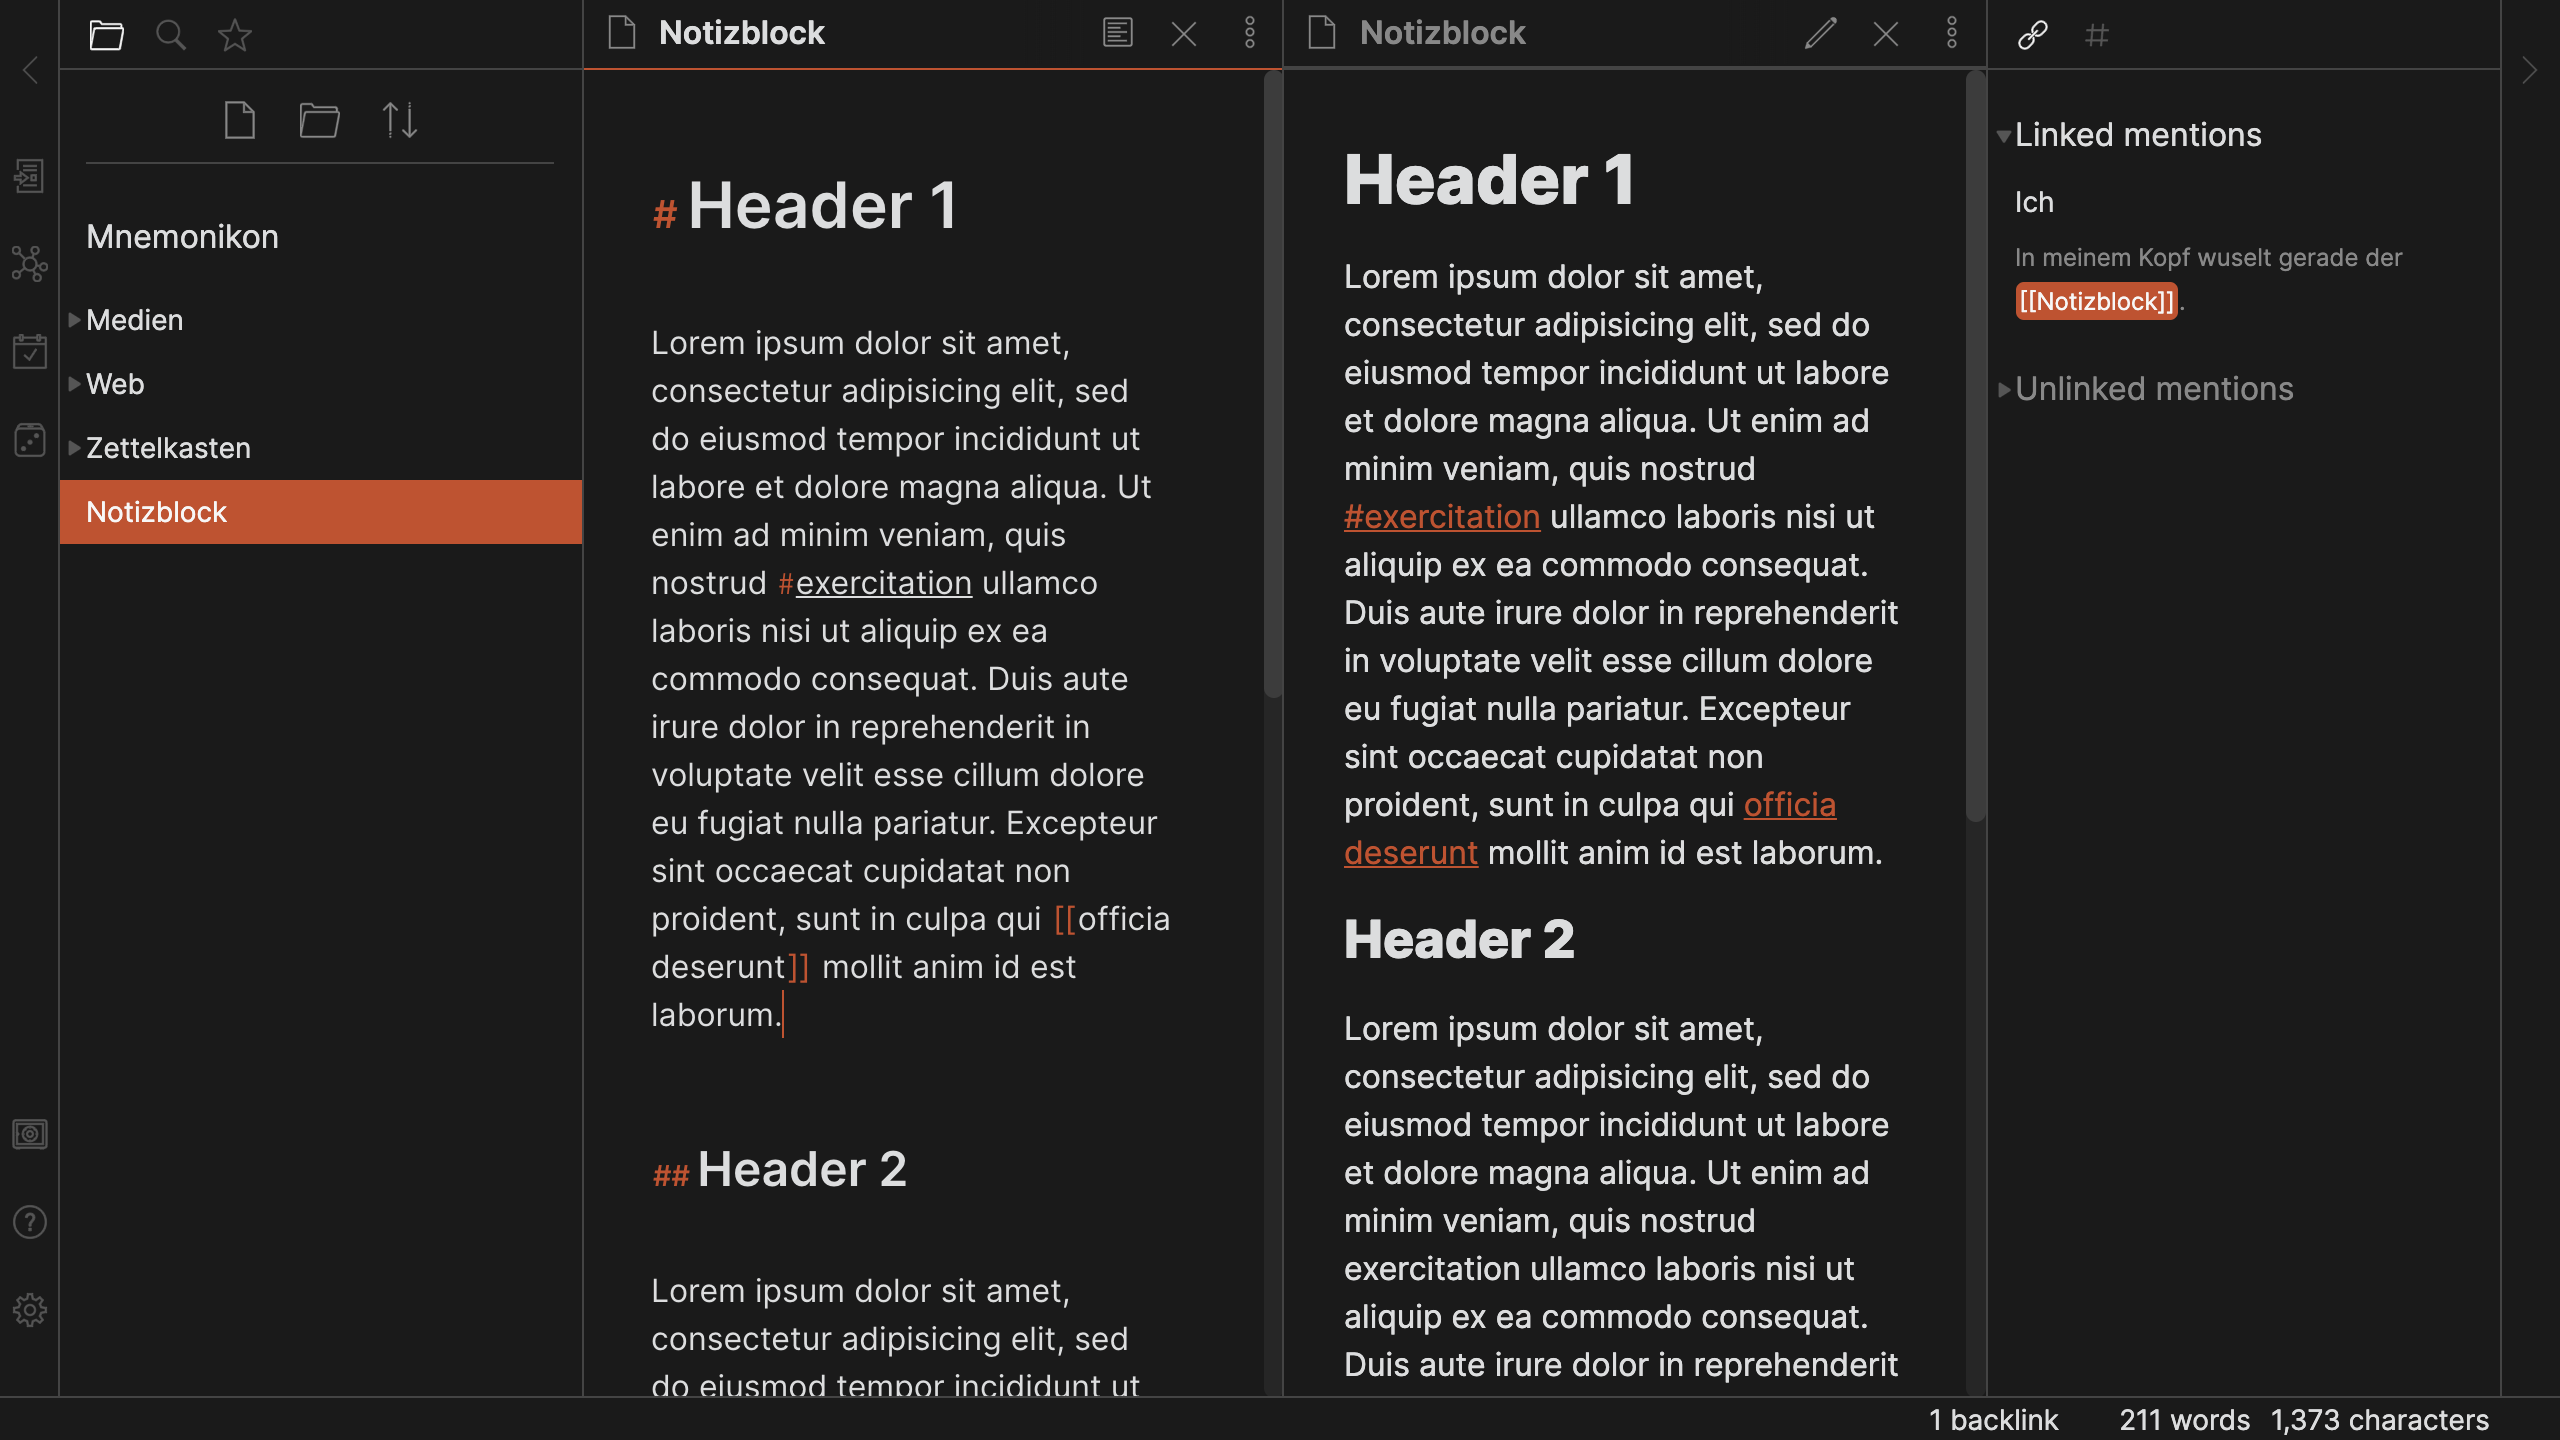 Mnemonikon
Medien
Web
Zettelkasten
Notizblock
Notizblock
# Header 1
Lorem ipsum dolor sit amet,
consectetur adipisicing elit, sed
do eiusmod tempor incididunt ut
labore et dolore magna aliqua. Ut
enim ad minim veniam, quis
nostrud #exercitation ullamco
laboris nisi ut aliquip ex ea
commodo consequat. Duis aute
irure dolor in reprehenderit in
voluptate velit esse cillum dolore
eu fugiat nulla pariatur. Excepteur
sint occaecat cupidatat non
proident, sunt in culpa qui [[officia
deserunt]] mollit anim id est
laborum.
## Header 2
Lorem ipsum dolor sit amet,
consectetur adipisicing elit, sed
do eiusmod tempor incididunt ut
Notizblock
Header 1
Lorem ipsum dolor sit amet,
consectetur adipisicing elit, sed do
eiusmod tempor incididunt ut labore
et dolore magna aliqua. Ut enim ad
minim veniam, quis nostrud
#exercitation ullamco laboris nisi ut
aliquip ex ea commodo consequat.
Duis aute irure dolor in reprehenderit
in voluptate velit esse cillum dolore
eu fugiat nulla pariatur. Excepteur
sint occaecat cupidatat non
proident, sunt in culpa qui officia
deserunt mollit anim id est laborum.
Header 2
Lorem ipsum dolor sit amet,
consectetur adipisicing elit, sed do
eiusmod tempor incididunt ut labore
et dolore magna aliqua. Ut enim ad
minim veniam, quis nostrud
exercitation ullamco laboris nisi ut
aliquip ex ea commodo consequat.
Duis aute irure dolor in reprehenderit
Linked mentions
Ich
In meinem Kopf wuselt gerade der
[[Notizblock]].
Unlinked mentions
1 backlink 211 words 1,373 characters